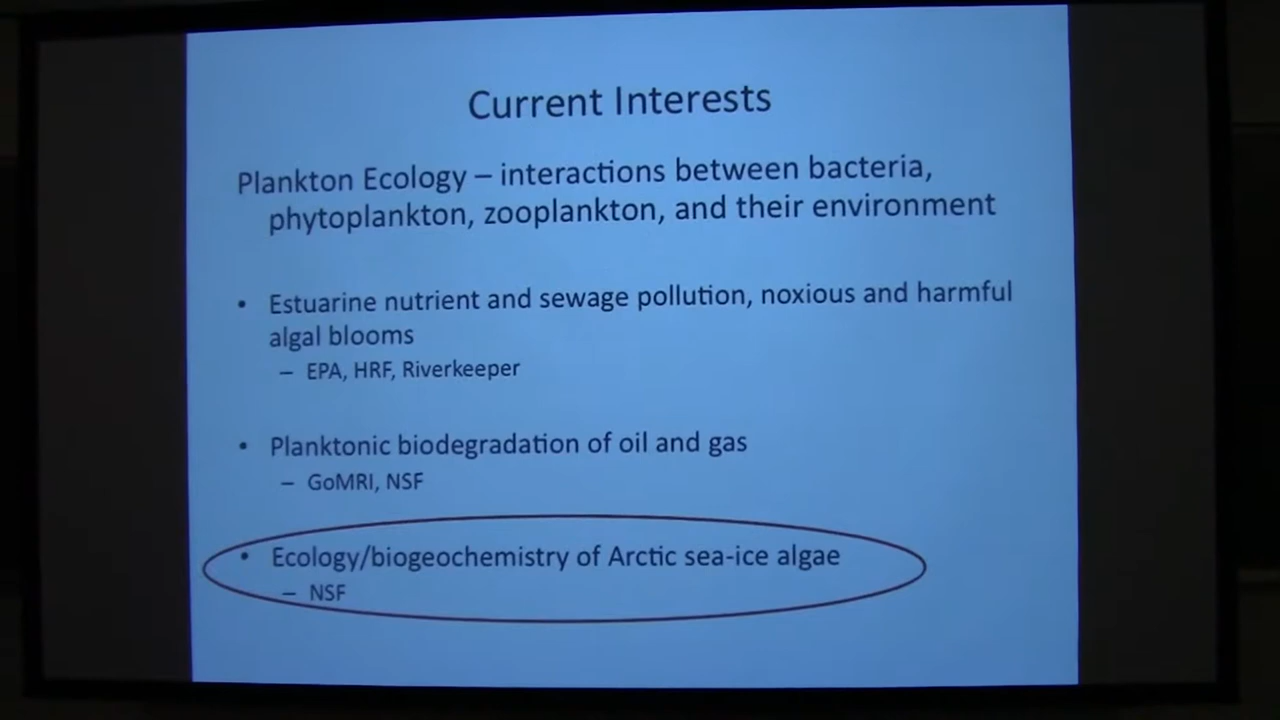 Current Interests
Plankton Ecology – interactions between bacteria,
phytoplankton, zooplankton, and their environment
• Estuarine nutrient and sewage pollution, noxious and harmful
algal blooms
– EPA, HRF, Riverkeeper
• Planktonic biodegradation of oil and gas
– GoMRI, NSF
• Ecology/biogeochemistry of Arctic sea-ice algae
– NSF